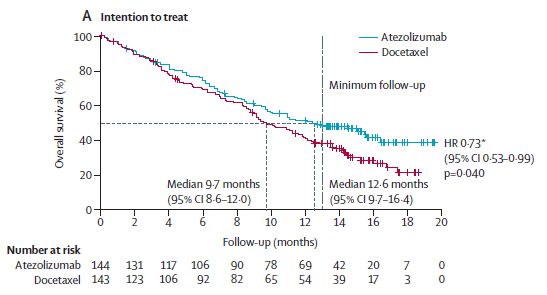 A Intention to treat
Atezolizumab
Docetaxel
100
80
60
40
20
0
Overall survival (%)
Minimum follow-up
HR 0·73*
(95% CI 0·53–0·99)
p=0·040
Median 9·7 months
(95% CI 8·6–12·0)
Median 12·6 months
(95% CI 9·7–16·4)
0 2 4 6 8 10 12 14 16 18 20
Follow-up (months)
Number at risk
Atezolizumab 144 131 117 106 90 78 69 42 20 7 0
Docetaxel 143 123 106 92 82 65 54 39 17 3 0